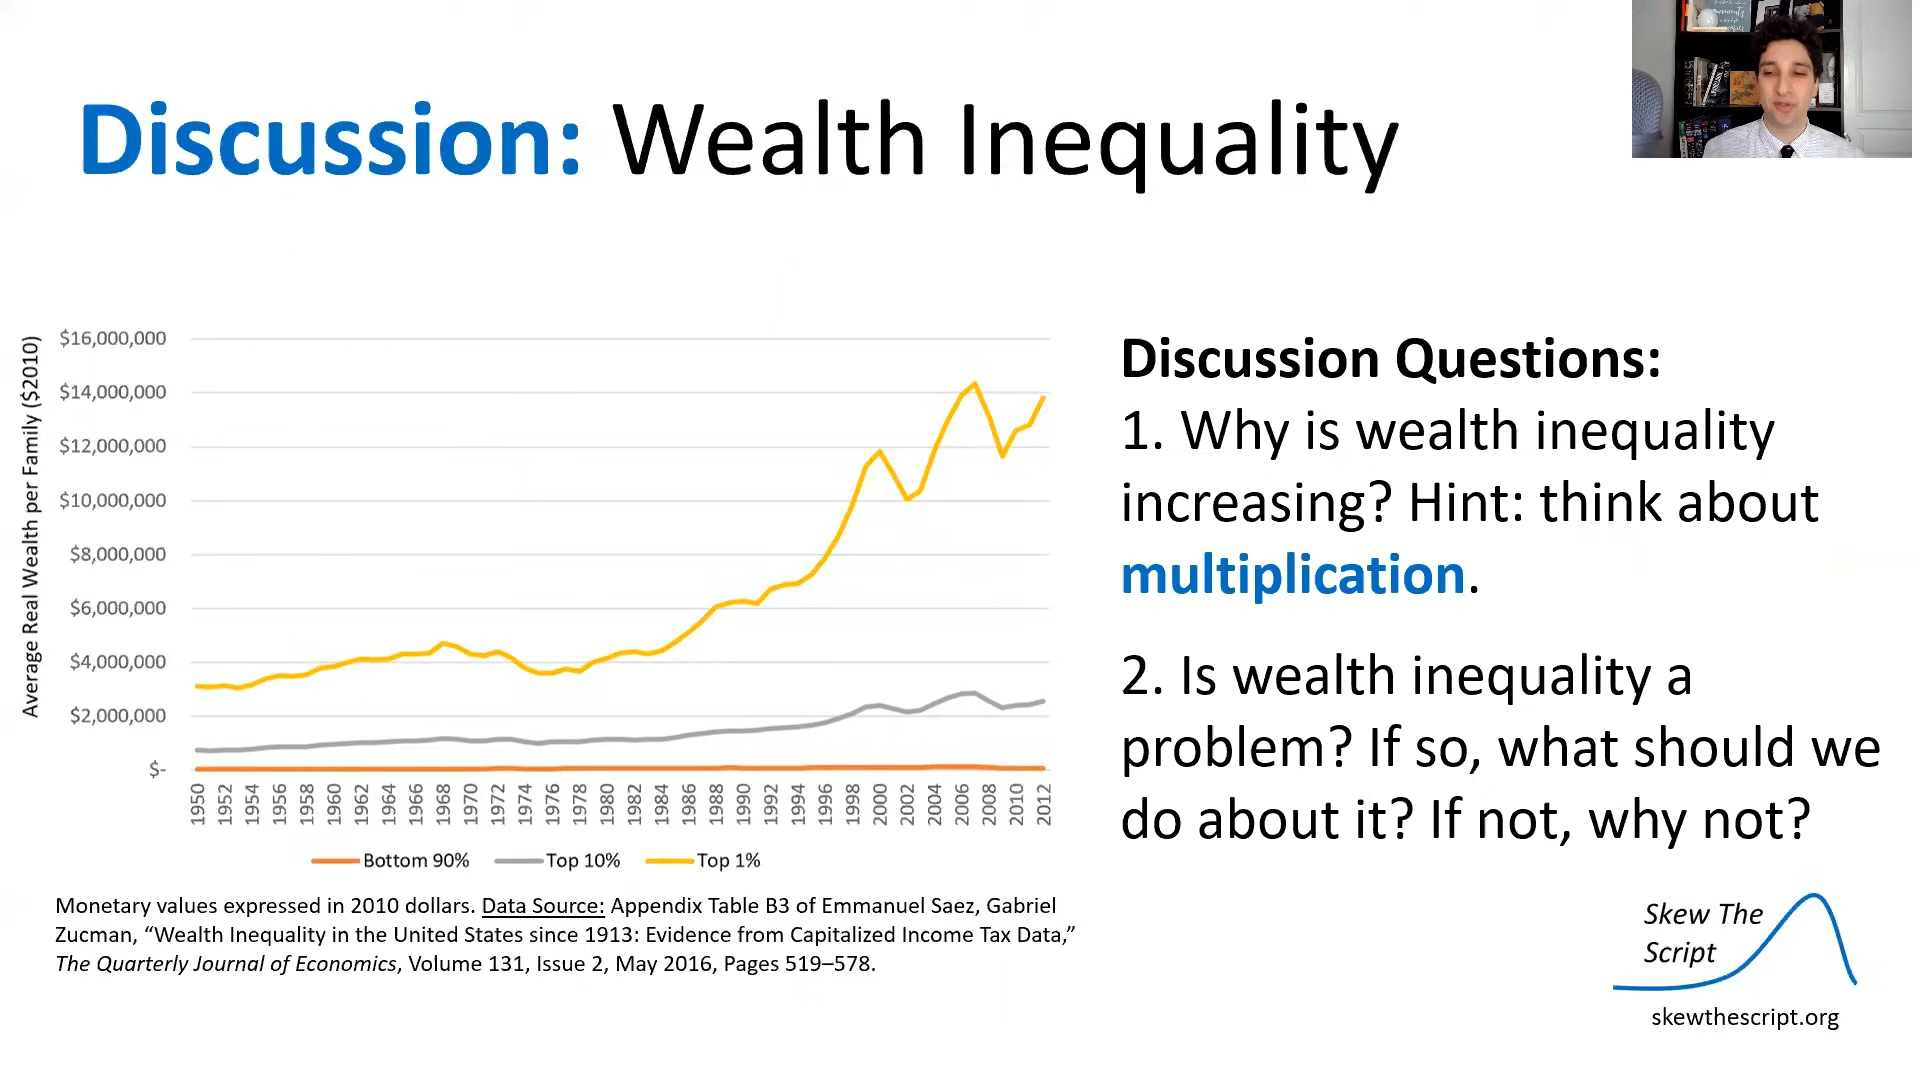 Discussion: Wealth Inequality
Average Real Wealth per Family ($2010)
$16,000,000
$14,000,000
$12,000,000
$10,000,000
$8,000,000
$6,000,000
$4,000,000
$2,000,000
$-
1950 1952 1954 1956 1958 1960 1962 1964 1966 1968 1970 1972 1974 1976 1978 1980 1982 1984 1986 1988 1990 1992 1994 1996 1998 2000 2002 2004 2006 2008 2010 2012
Bottom 90% Top 10% Top 1%
Monetary values expressed in 2010 dollars. Data Source: Appendix Table B3 of Emmanuel Saez, Gabriel
Zucman, “Wealth Inequality in the United States since 1913: Evidence from Capitalized Income Tax Data,”
The Quarterly Journal of Economics, Volume 131, Issue 2, May 2016, Pages 519–578.
Discussion Questions:
1. Why is wealth inequality
increasing? Hint: think about
multiplication.
2. Is wealth inequality a
problem? If so, what should we
do about it? If not, why not?
Skew The
Script
skewthescript.org